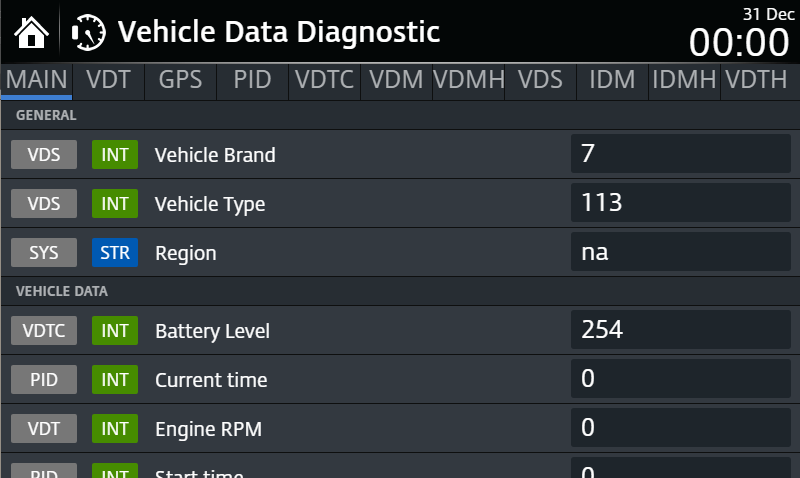 31 Dec
Vehicle Data Diagnostic
00:00
MAIN VDT GPS PID VDTC VDM VDMH VDS IDM IDMH VDTH
GENERAL
VDS INT Vehicle Brand 7
VDS INT Vehicle Type 113
SYS STR Region na
VEHICLE DATA
VDTC INT Battery Level 254
PID INT Current time 0
VDT INT Engine RPM 0
PID INT Start time 0